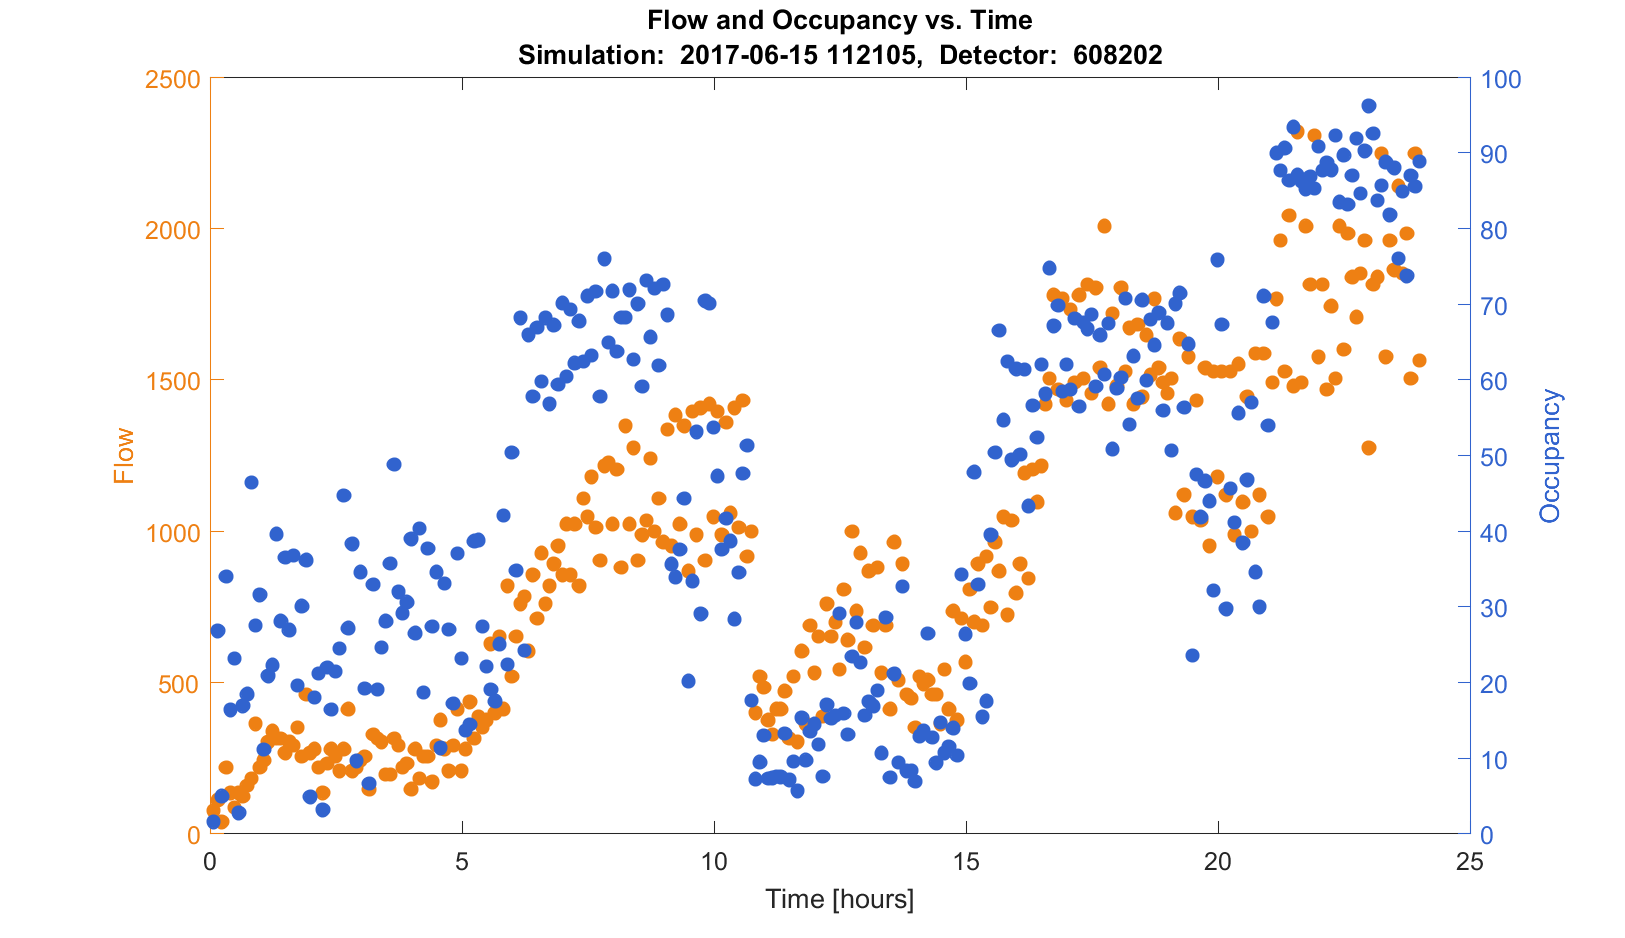 Flow and Occupancy vs. Time
Simulation:  2017-06-15 112105,  Detector:  608202
2500
2000
1500
1000
500
0
Flow
100
90
80
70
60
50
40
30
20
10
0
Occupancy
0 5 10 15 20 25
Time [hours]